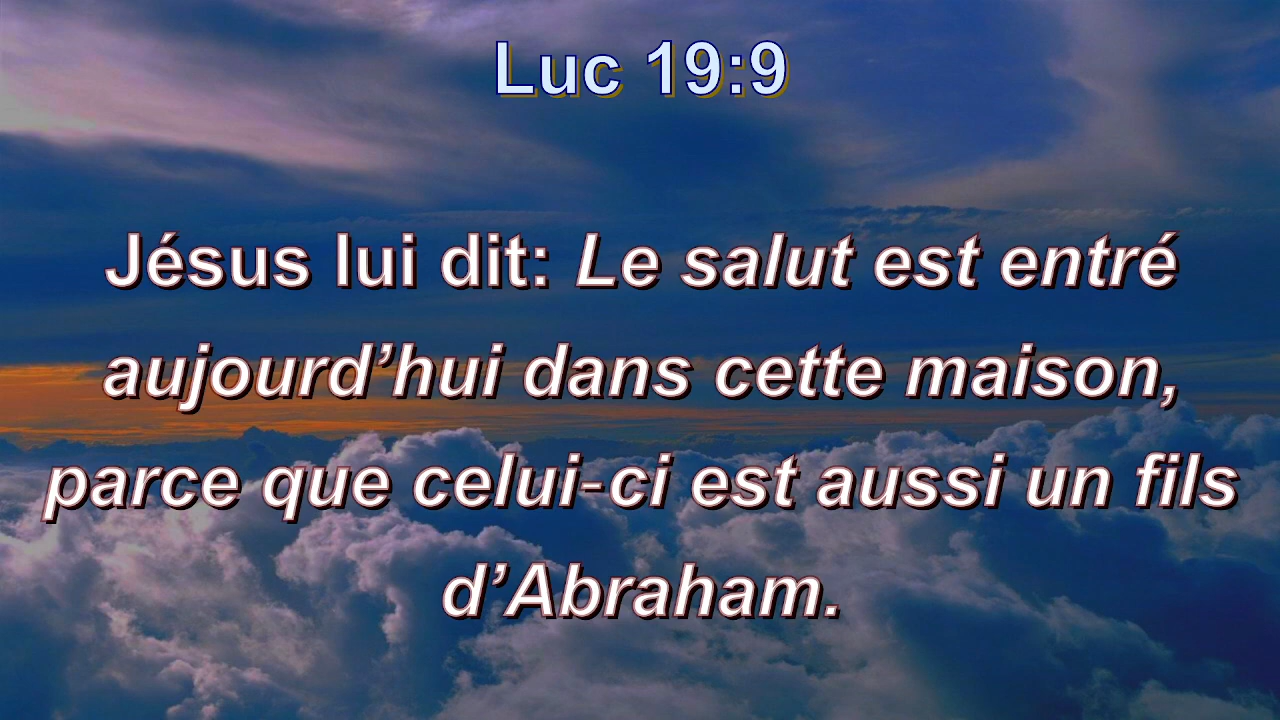 Luc 19:9
Jésus lui dit: Le salut est entré
aujourd’hui dans cette maison,
parce que celui-ci est aussi un fils
d’Abraham.